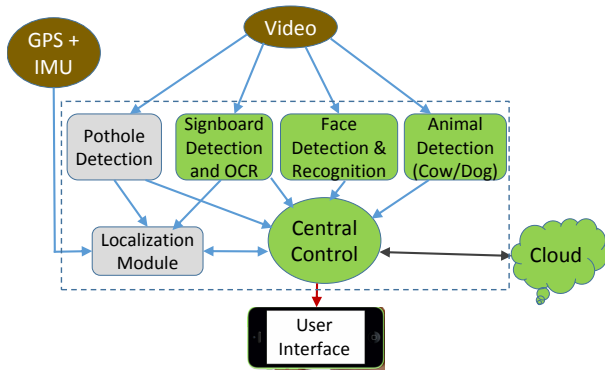 Video
GPS +
IMU
Pothole
Detection
Signboard
Detection
and OCR
Face
Detection &
Recognition
Animal
Detection
(Cow/Dog)
Localization
Module
Central
Control
Cloud
User
Interface